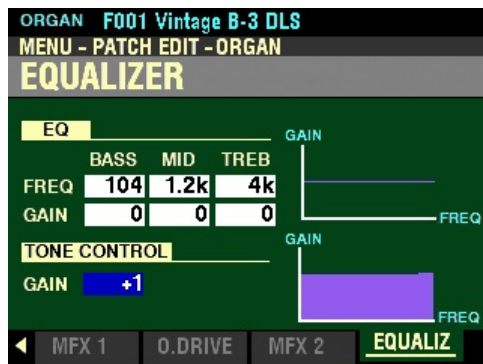 ORGAN F001 Vintage B-3 DLS
MENU - PATCH EDIT - ORGAN
EQUALIZER
EQ
GAIN
BASS MID TREB
FREQ 104 1.2k 4k
GAIN 0 0 0
FREQ
TONE CONTROL
GAIN
GAIN +1
FREQ
MFX 1 O.DRIVE MFX 2 EQUALIZ